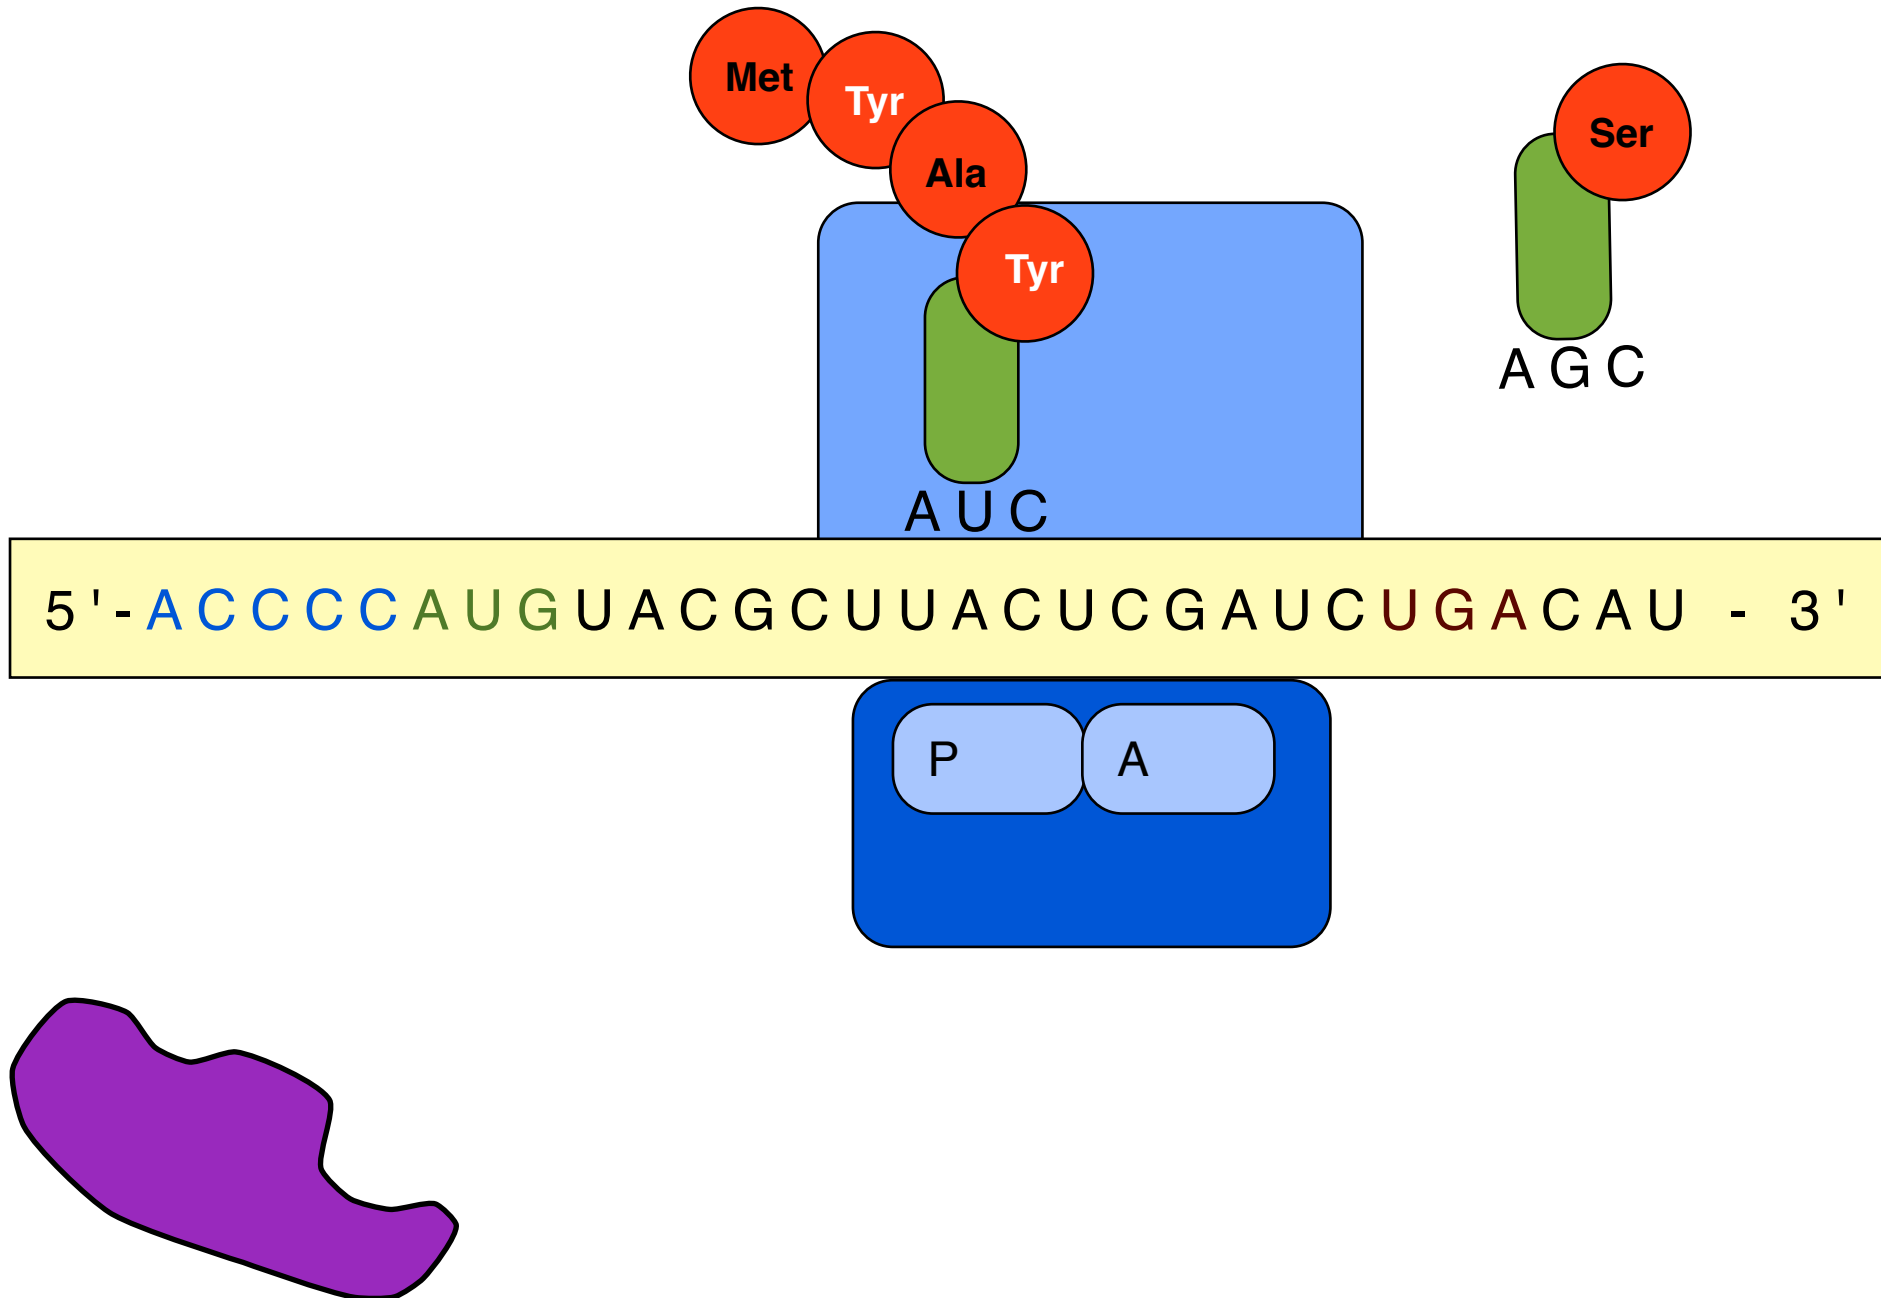 Met
Tyr
Ala
Ser
Tyr
A G C
A U C
5'-ACCCCAUGUACGCUUACUCGAUCUGACAU - 3'
P
A